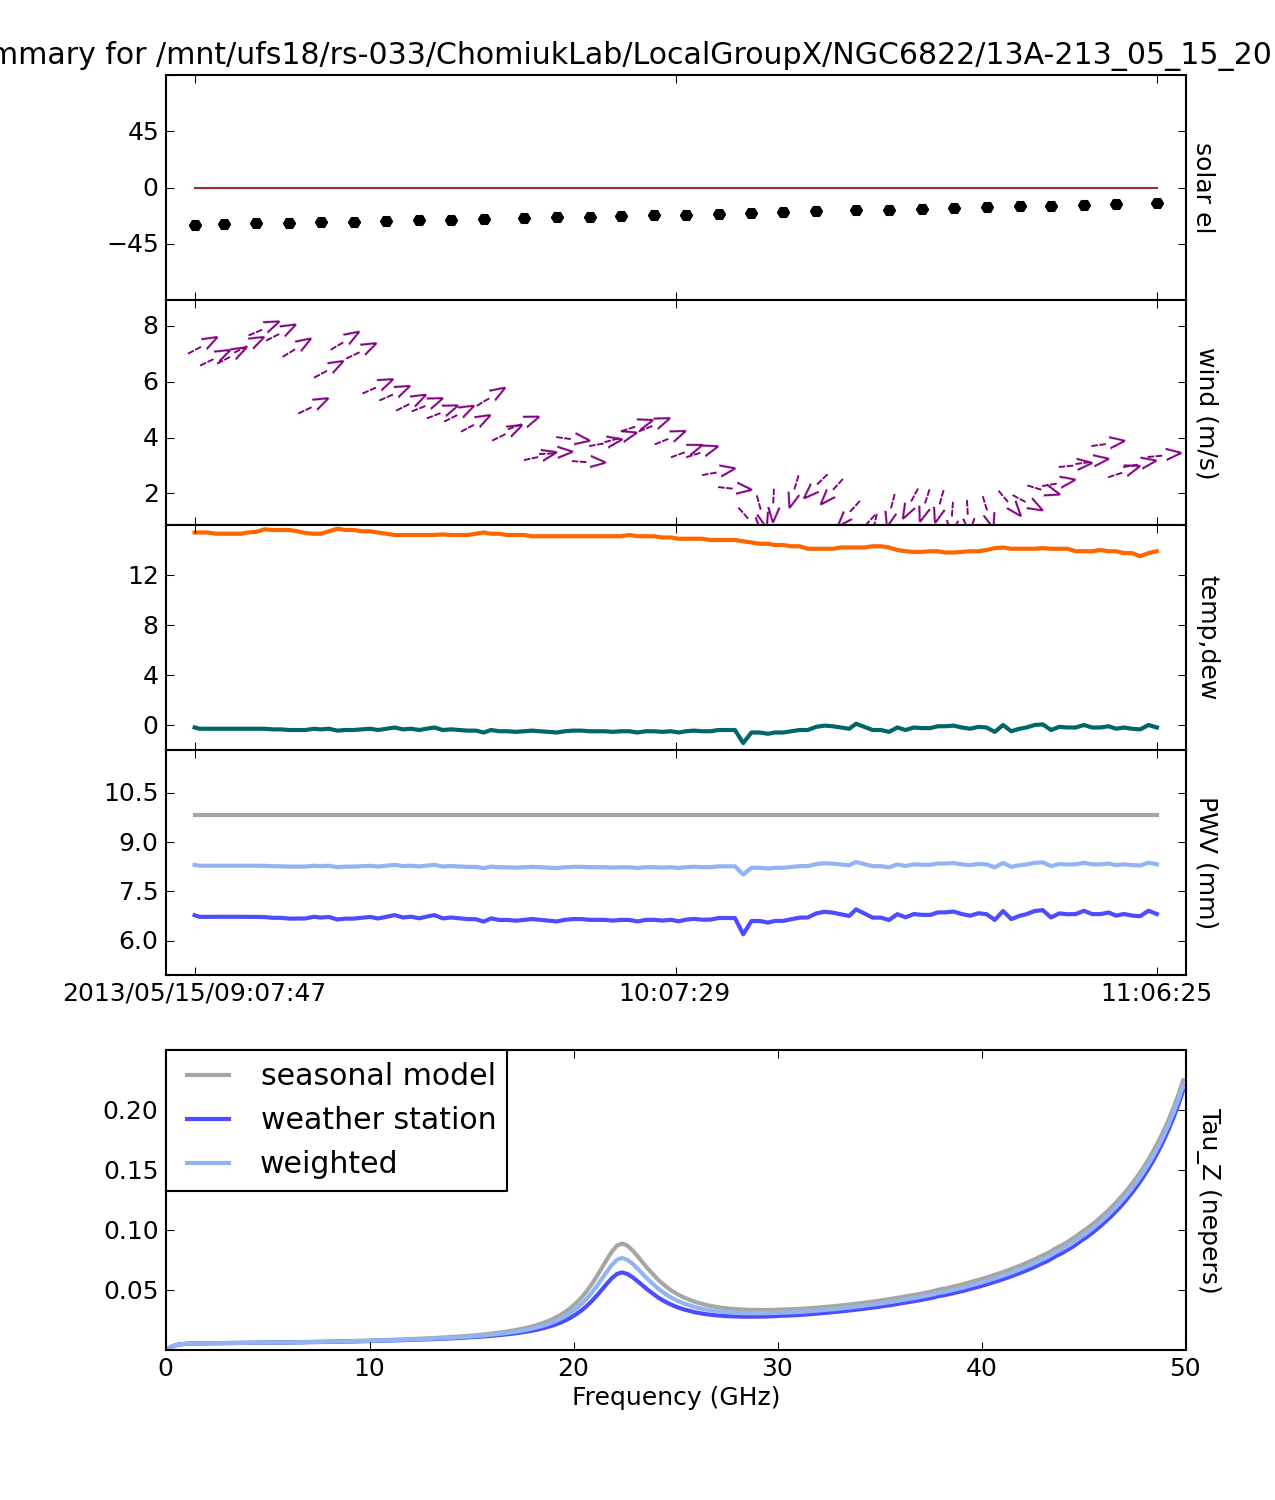 mmary for /mnt/ufs18/rs-033/ChomiukLab/LocalGroupX/NGC6822/13A-213_05_15_20
45
0
−45
solar el
8
6
4
2
wind (m/s)
12
8
4
0
temp,dew
10.5
9.0
7.5
6.0
PWV (mm)
2013/05/15/09:07:47 10:07:29 11:06:25
seasonal model
weather station
weighted
0.20
0.15
0.10
0.05
Tau_Z (nepers)
0 10 20 30 40 50
Frequency (GHz)